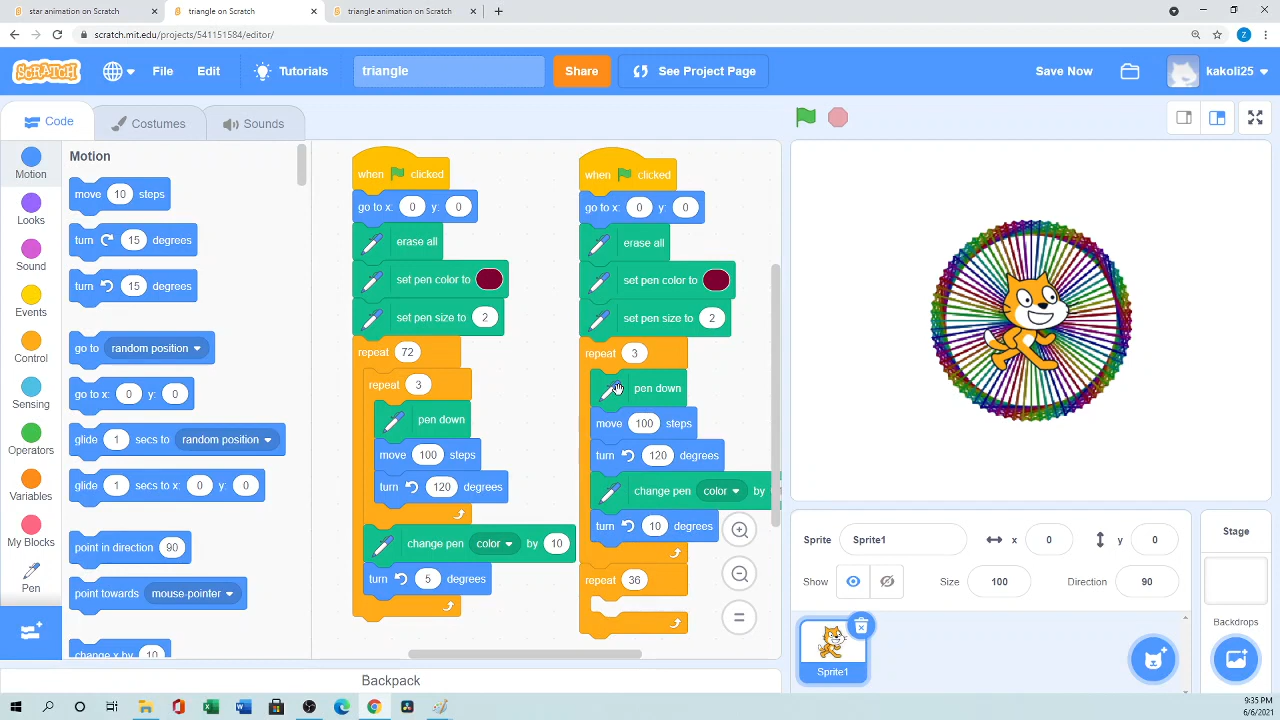 star animation on Scratch
triangle on Scratch
triangle animation on Scratch
scratch.mit.edu/projects/541151584/editor/
Z
SCRATCH
File
Edit
Tutorials
triangle
Share
See Project Page
Save Now
kakoli25
Code
Costumes
Sounds
Motion
Looks
Sound
Events
Control
Sensing
Operators
Variables
My Blocks
Pen
Motion
move 10 steps
turn 15 degrees
turn 15 degrees
go to random position
go to x: 0 y: 0
glide 1 secs to random position
glide 1 secs to x: 0 y: 0
point in direction 90
point towards mouse-pointer
change x by 10
when clicked
go to x: 0 y: 0
erase all
set pen color to
set pen size to 2
repeat 72
repeat 3
pen down
move 100 steps
turn 120 degrees
change pen color by 10
turn 5 degrees
when clicked
go to x: 0 y: 0
erase all
set pen color to
set pen size to 2
repeat 3
pen down
move 100 steps
turn 120 degrees
change pen color by
turn 10 degrees
repeat 36
Backpack
Sprite Sprite1 x 0 y 0
Show Size 100 Direction 90
Sprite1
Stage
Backdrops
9:35 PM
6/6/2021